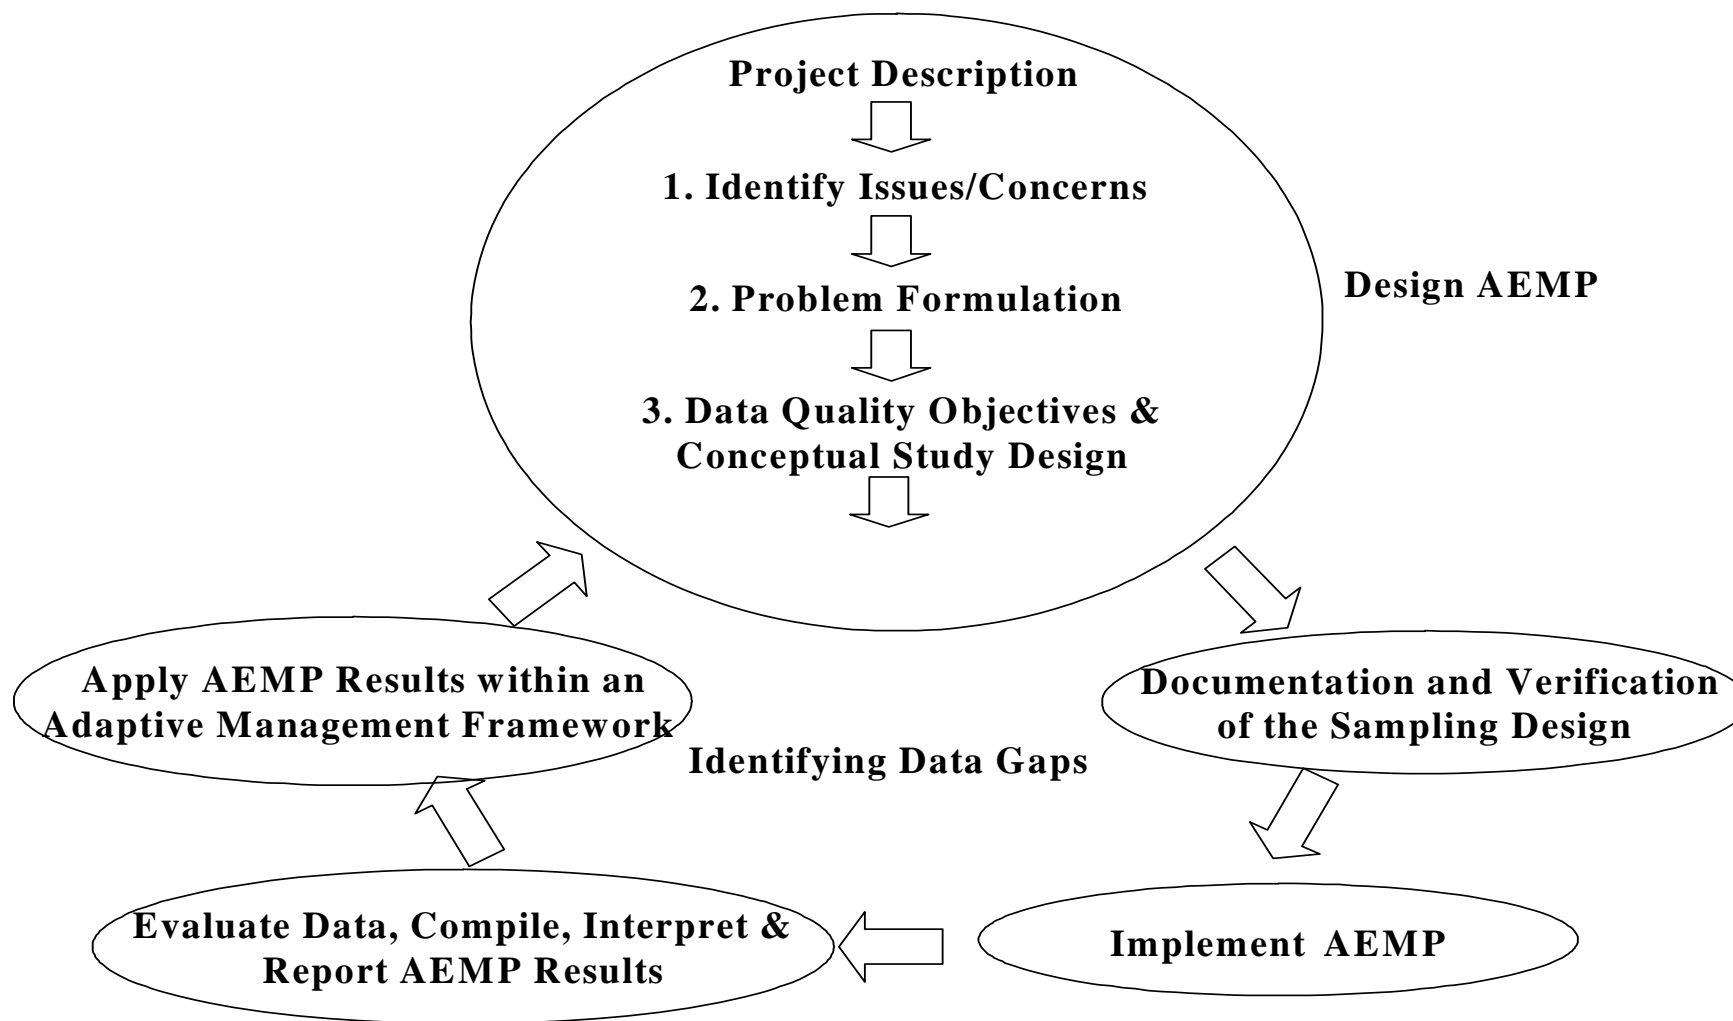 Project Description
1. Identify Issues/Concerns
2. Problem Formulation
3. Data Quality Objectives &
Conceptual Study Design
Design AEMP
Documentation and Verification
of the Sampling Design
Implement AEMP
Evaluate Data, Compile, Interpret &
Report AEMP Results
Apply AEMP Results within an
Adaptive Management Framework
Identifying Data Gaps